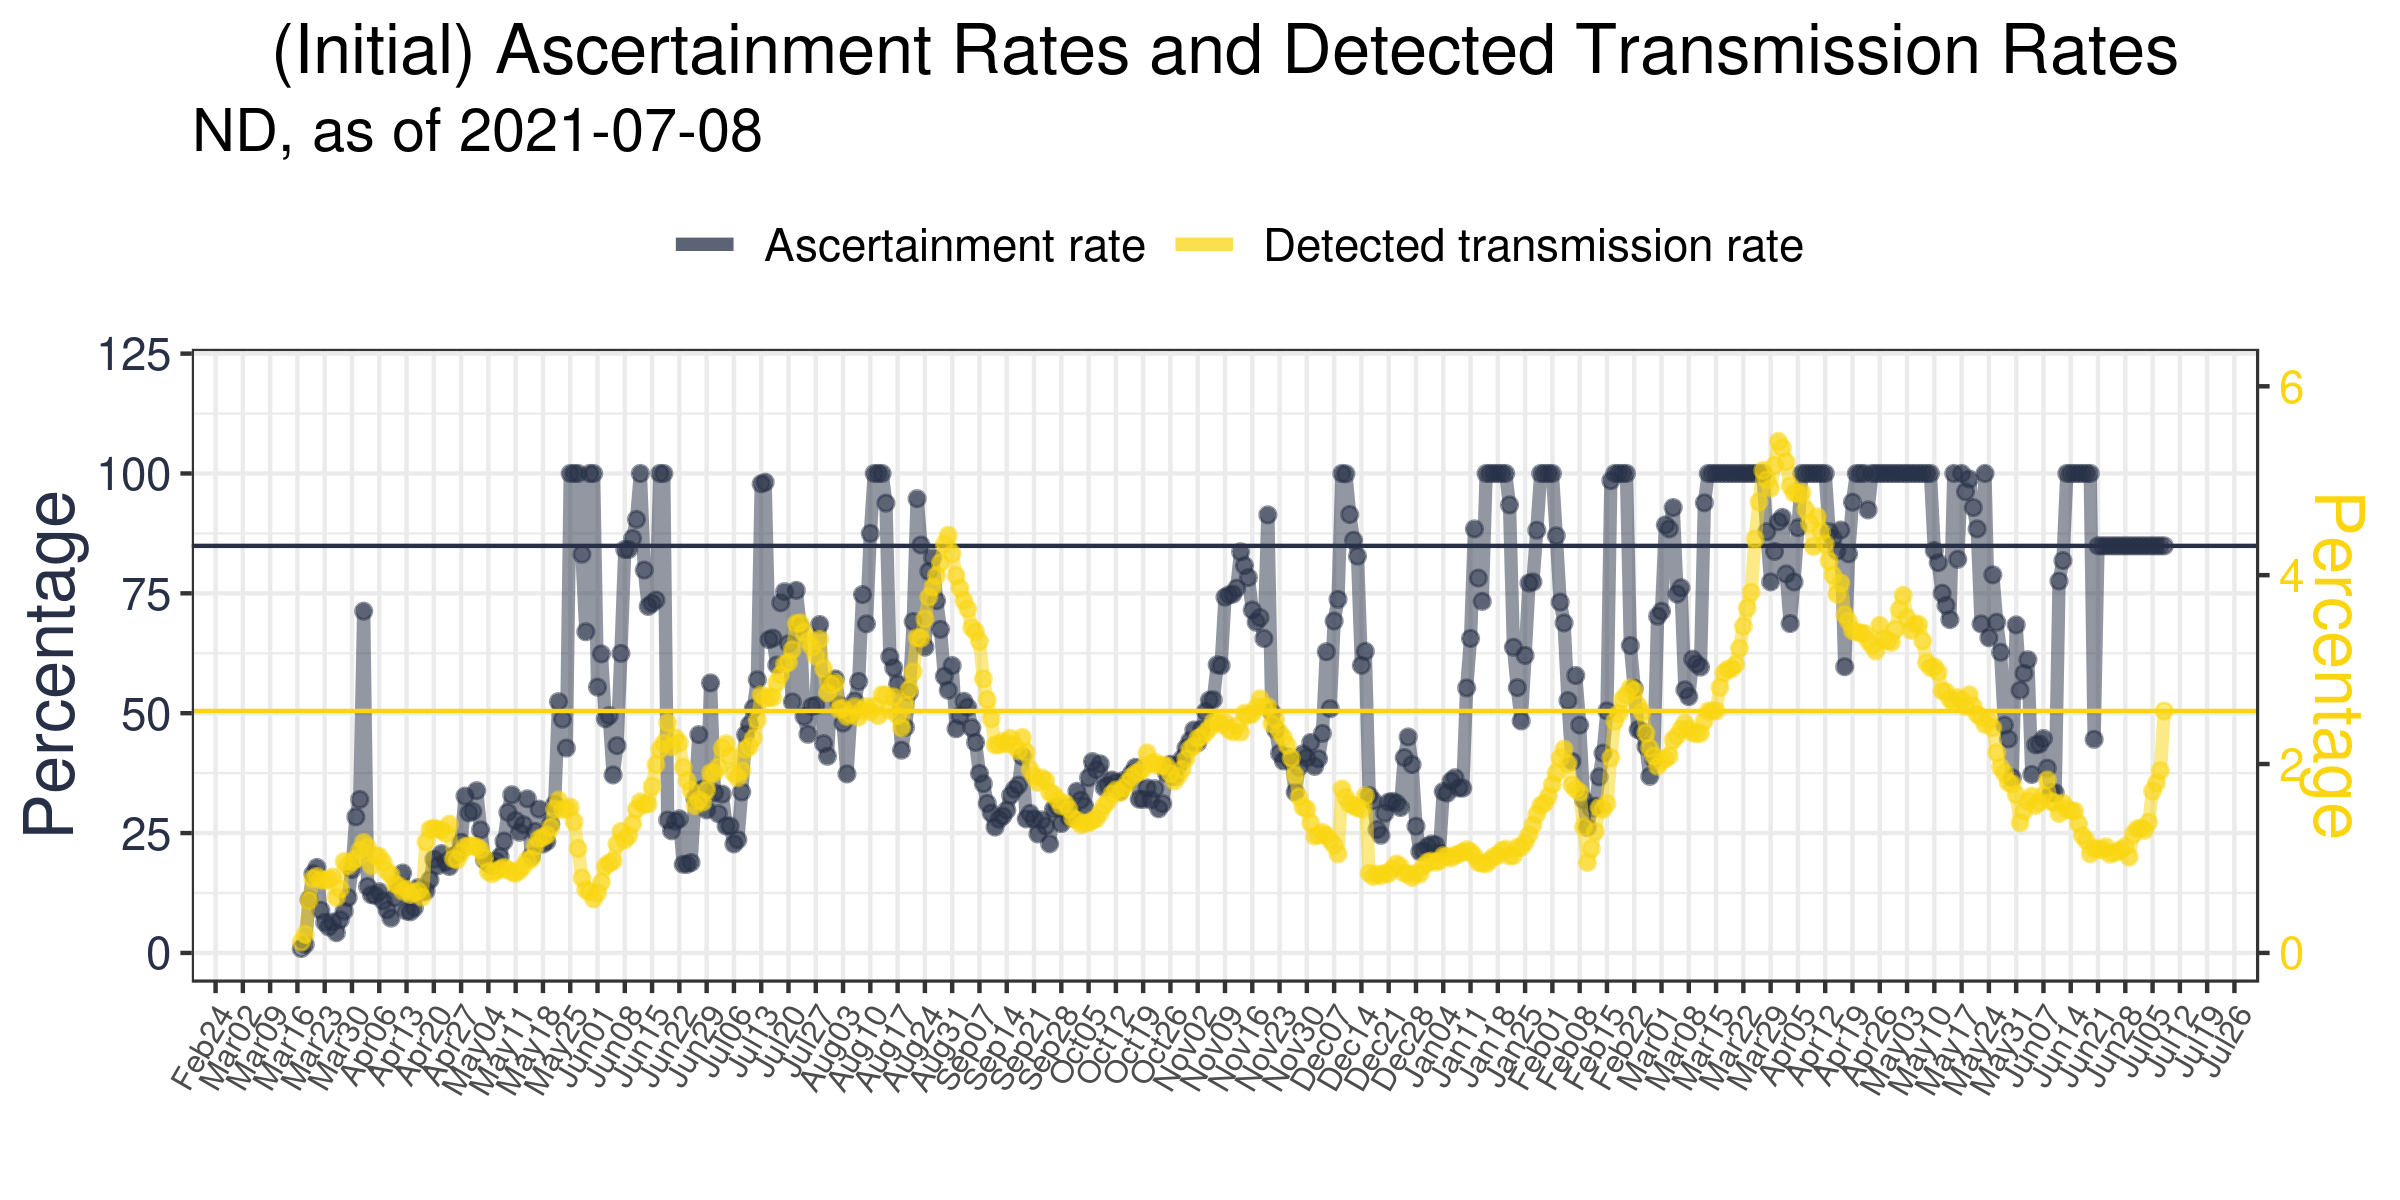 (Initial) Ascertainment Rates and Detected Transmission Rates
ND, as of 2021-07-08
Ascertainment rate
Detected transmission rate
125
100
75
50
25
0
Percentage
6
4
2
0
Percentage
Feb24
Mar02
Mar09
Mar16
Mar23
Mar30
Apr06
Apr13
Apr20
Apr27
May04
May11
May18
May25
Jun01
Jun08
Jun15
Jun22
Jun29
Jul06
Jul13
Jul20
Jul27
Aug03
Aug10
Aug17
Aug24
Aug31
Sep07
Sep14
Sep21
Sep28
Oct05
Oct12
Oct19
Oct26
Nov02
Nov09
Nov16
Nov23
Nov30
Dec07
Dec14
Dec21
Dec28
Jan04
Jan11
Jan18
Jan25
Feb01
Feb08
Feb15
Feb22
Mar01
Mar08
Mar15
Mar22
Mar29
Apr05
Apr12
Apr19
Apr26
May03
May10
May17
May24
May31
Jun07
Jun14
Jun21
Jun28
Jul05
Jul12
Jul19
Jul26